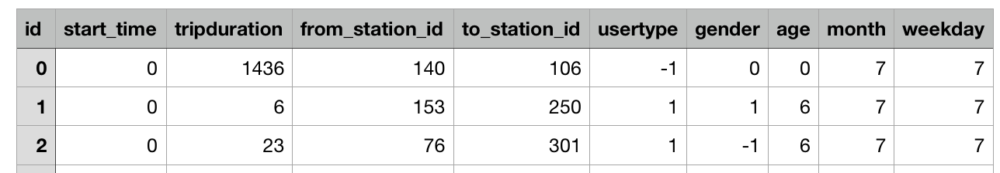 id start_time tripduration from_station_id to_station_id usertype gender age month weekday
0 0 1436 140 106 -1 0 0 7 7
1 0 6 153 250 1 1 6 7 7
2 0 23 76 301 1 -1 6 7 7